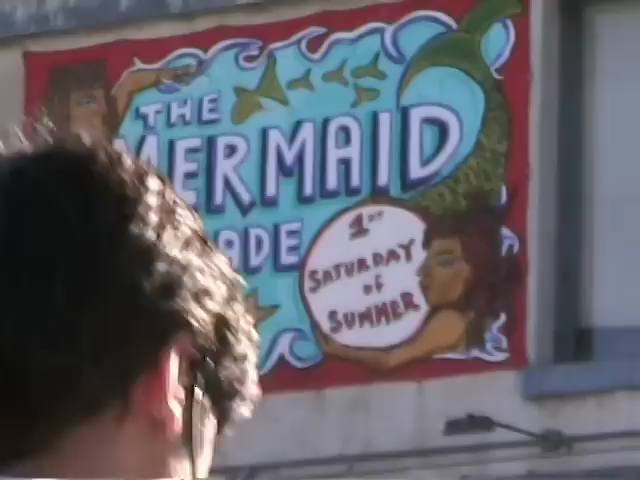 THE
MERMAID
ADE
1ST
SATURDAY
OF
SUMMER